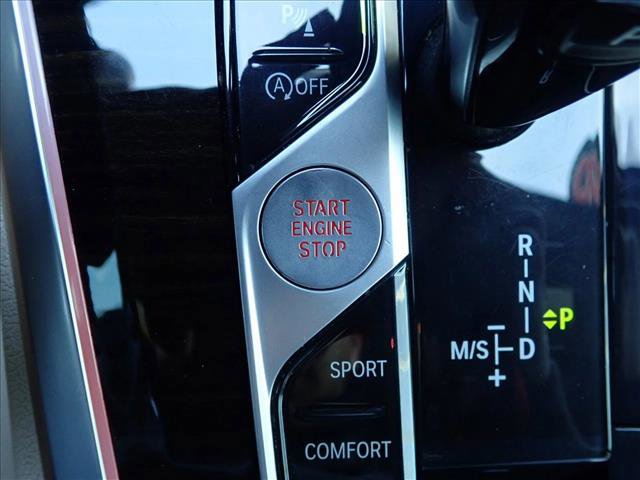 P
A OFF
START
ENGINE
STOP
SPORT
COMFORT
R
N
P
M/S D
+